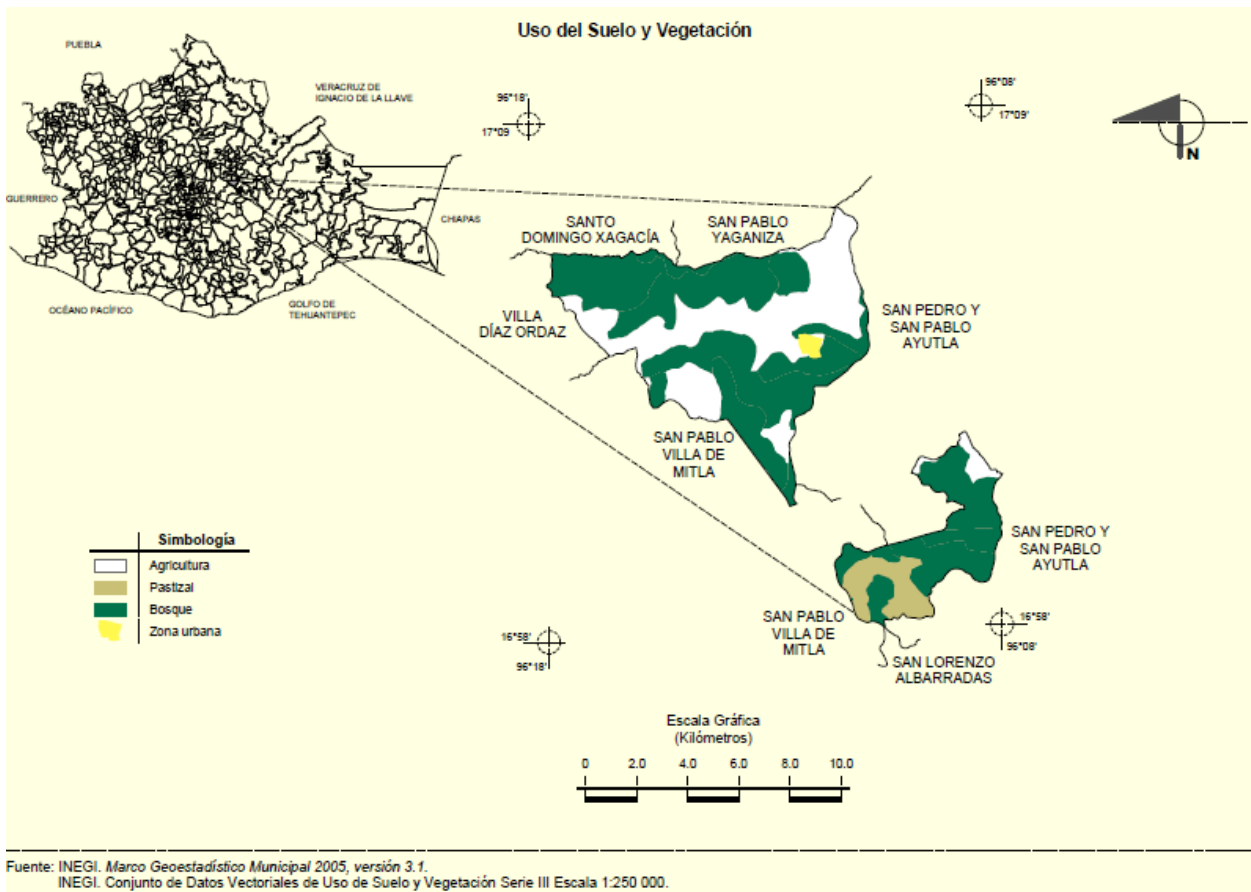 Uso del Suelo y Vegetación
PUEBLA
VERACRUZ DE
IGNACIO DE LA LLAVE
GUERRERO
CHIAPAS
OCÉANO PACÍFICO
GOLFO DE
TEHUANTEPEC
96°18'
17°09
96°08'
17°09'
N
SANTO
DOMINGO XAGACÍA
SAN PABLO
YAGANIZA
VILLA
DÍAZ ORDAZ
SAN PEDRO Y
SAN PABLO
AYUTLA
SAN PABLO
VILLA DE
MITLA
SAN PEDRO Y
SAN PABLO
AYUTLA
SAN PABLO
VILLA DE
MITLA
SAN LORENZO
ALBARRADAS
16°58'
96°18'
16°58'
96°08'
Simbología
Agricultura
Pastizal
Bosque
Zona urbana
Escala Gráfica
(Kilómetros)
0 2.0 4.0 6.0 8.0 10.0
Fuente: INEGI. Marco Geoestadístico Municipal 2005, versión 3.1.
INEGI. Conjunto de Datos Vectoriales de Uso de Suelo y Vegetación Serie III Escala 1:250 000.